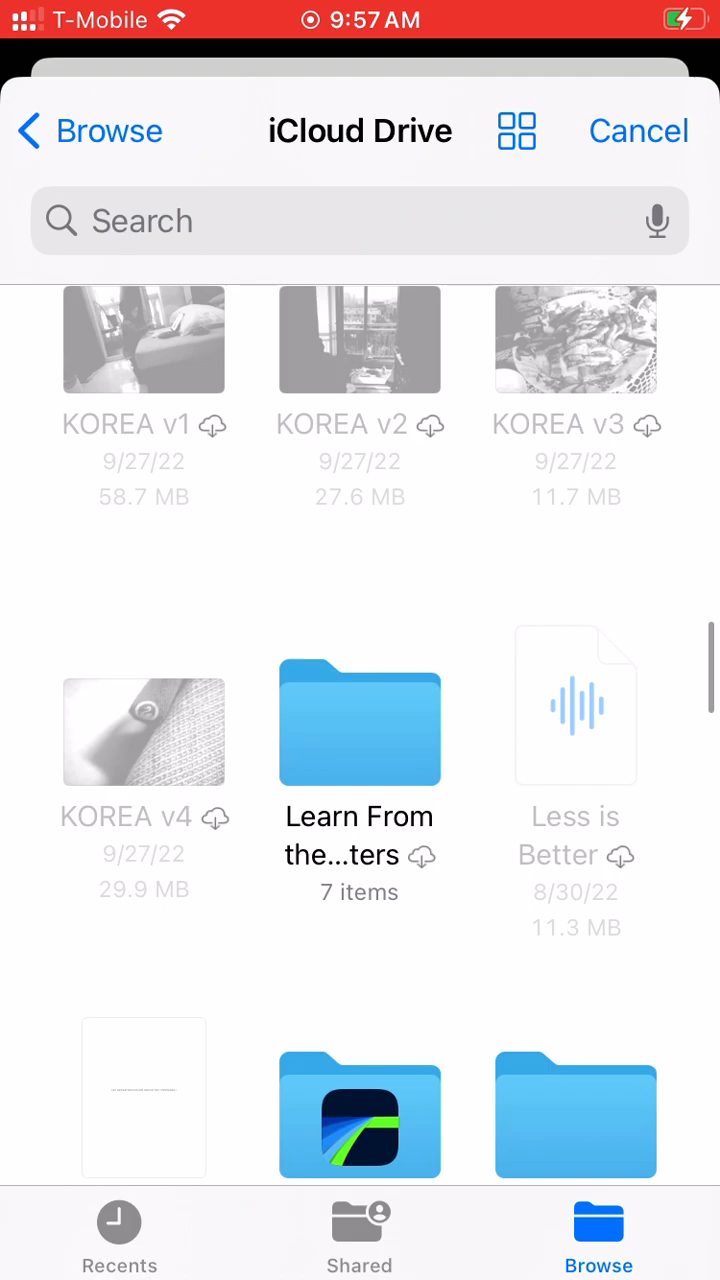 T-Mobile 9:57 AM
Browse iCloud Drive Cancel
Search
KOREA v1 KOREA v2 KOREA v3
9/27/22 9/27/22 9/27/22
58.7 MB 27.6 MB 11.7 MB
KOREA v4 Learn From Less is
the...ters Better
9/27/22 7 items 8/30/22
29.9 MB 11.3 MB
Recents Shared Browse